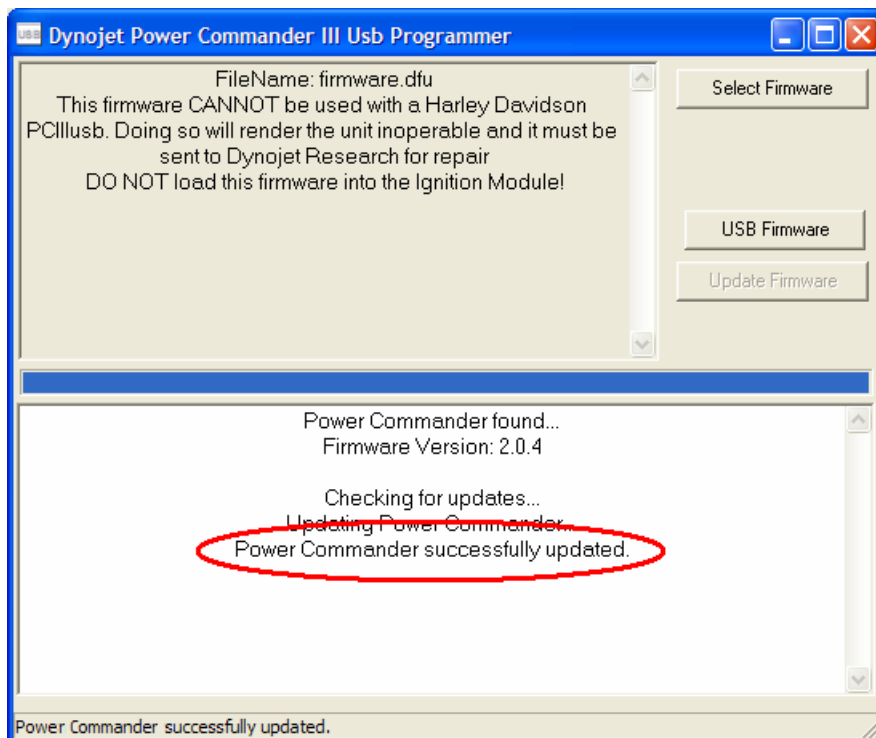 USB Dynojet Power Commander III Usb Programmer
FileName: firmware.dfu
This firmware CANNOT be used with a Harley Davidson
PCIIIusb. Doing so will render the unit inoperable and it must be
sent to Dynojet Research for repair
DO NOT load this firmware into the Ignition Module!
Select Firmware
USB Firmware
Update Firmware
Power Commander found...
Firmware Version: 2.0.4
Checking for updates...
Updating Power Commander...
Power Commander successfully updated.
Power Commander successfully updated.